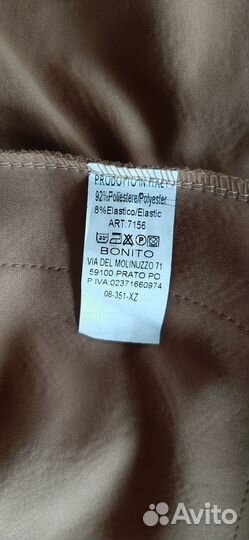 PRODOTTO IN ITALY
92%Poliestere/Polyester
8%Elastico/Elastic
ART:7156
BONITO
VIA DEL MOLINUZZO 71
59100 PRATO PO
P.IVA:02371660974
08-351-XZ
Avito